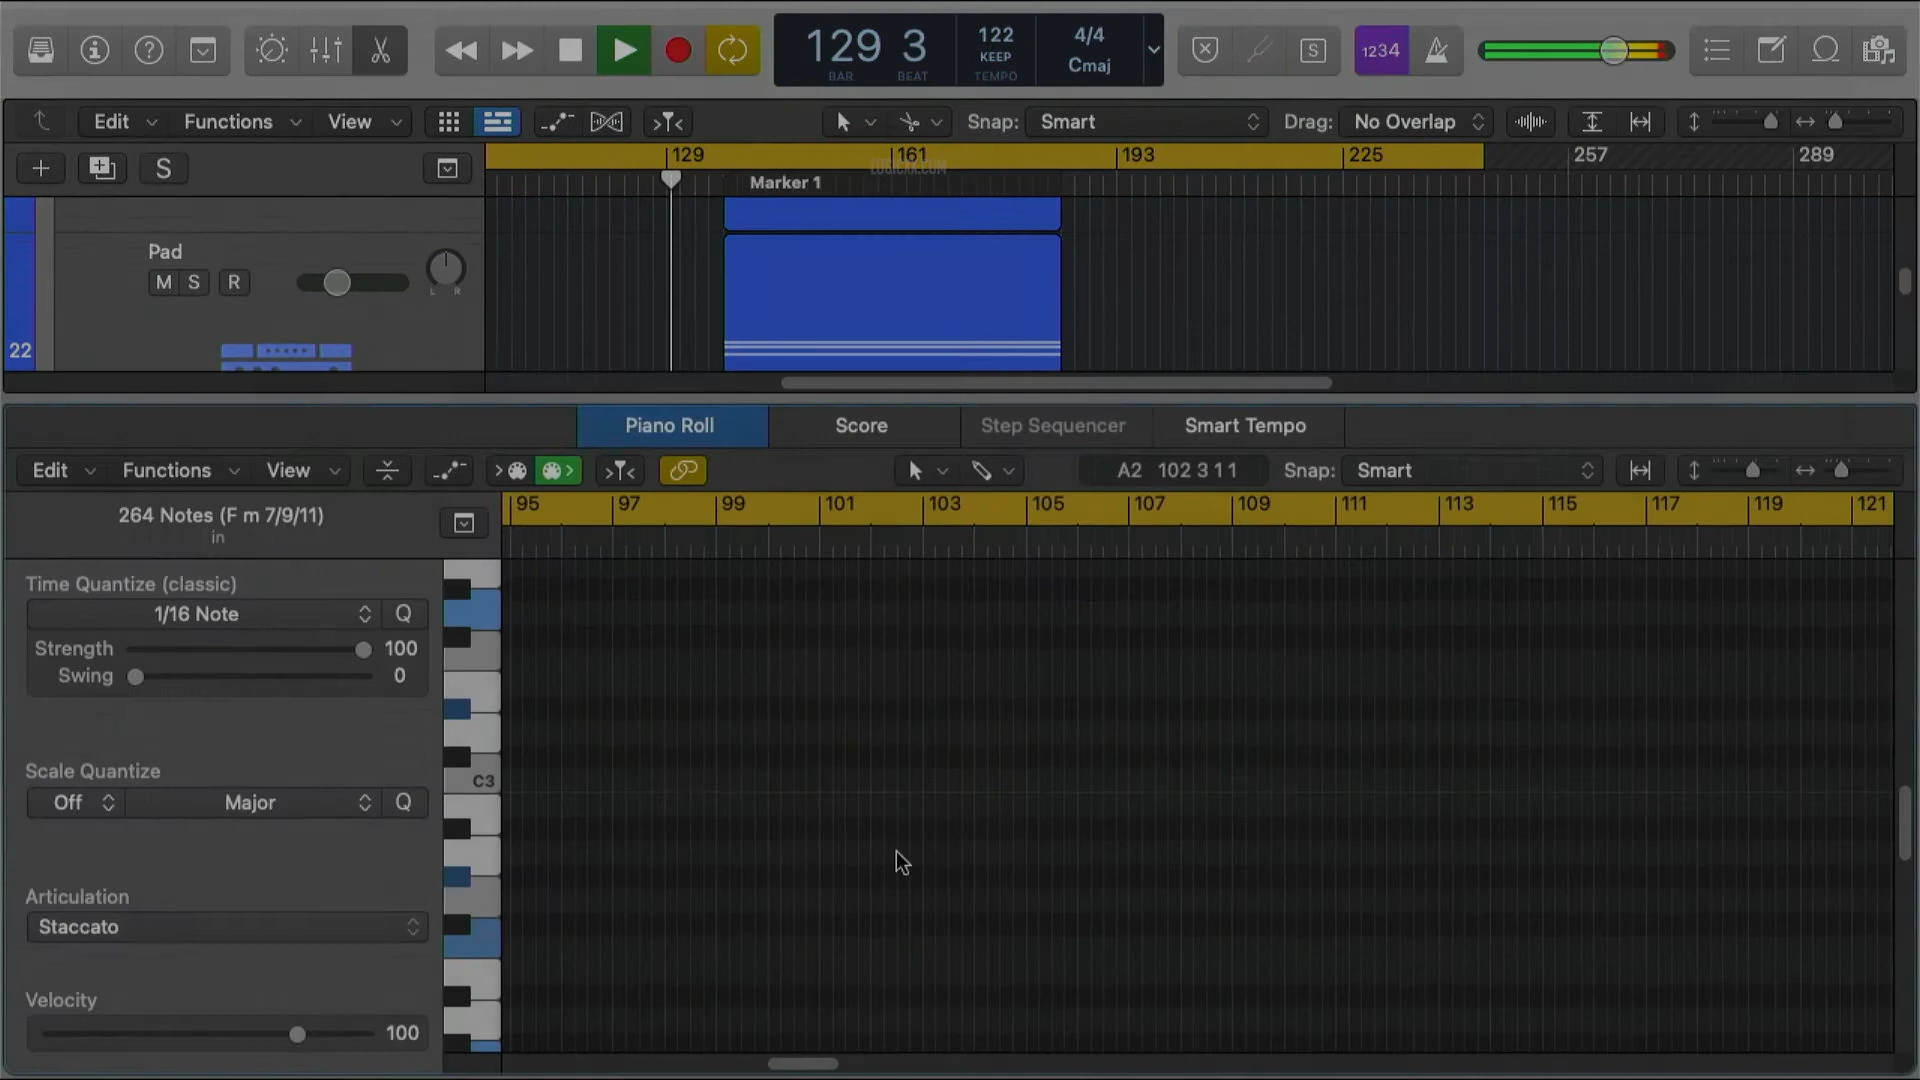 129 3
BAR BEAT
122
KEEP
TEMPO
4/4
Cmaj
S
1234
Edit
Functions
View
Snap: Smart
Drag: No Overlap
S
129
161
193
225
257
289
LOGICXX.COM
Marker 1
Pad
M S R
L R
22
Piano Roll
Score
Step Sequencer
Smart Tempo
Edit
Functions
View
A2 102 3 1 1
Snap: Smart
264 Notes (F m 7/9/11)
in
95
97
99
101
103
105
107
109
111
113
115
117
119
121
Time Quantize (classic)
1/16 Note
Q
Strength 100
Swing 0
Scale Quantize
Off
Major
Q
C3
Articulation
Staccato
Velocity
100